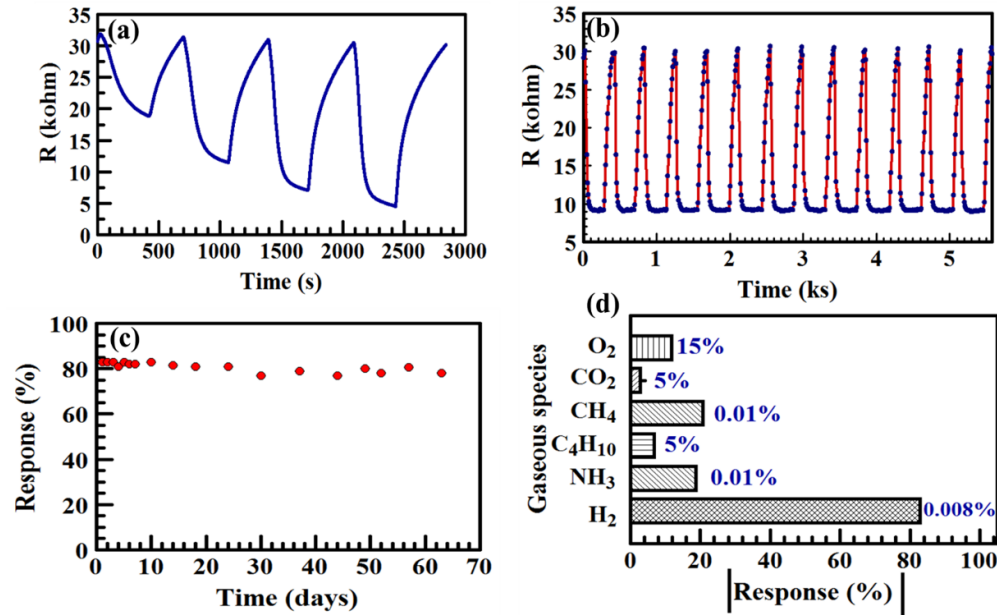 (a)
R (kohm)
35
30
25
20
15
10
5
0
0 500 1000 1500 2000 2500 3000
Time (s)
(b)
R (kohm)
35
30
25
20
15
10
5
0 1 2 3 4 5
Time (ks)
(c)
Response (%)
100
80
60
40
20
0
0 10 20 30 40 50 60 70
Time (days)
(d)
Gaseous species
O₂ 15%
CO₂ 5%
CH₄ 0.01%
C₄H₁₀ 5%
NH₃ 0.01%
H₂ 0.008%
0 20 40 60 80 100
|Response (%)|